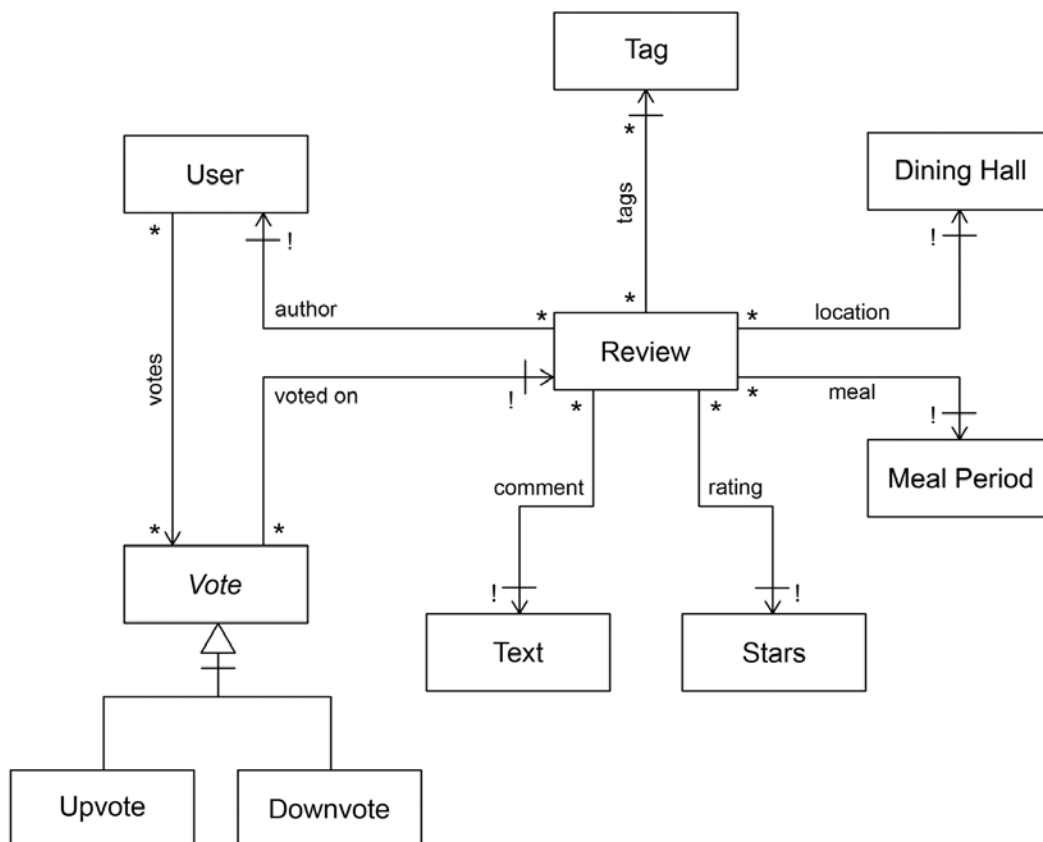 Tag
*
User
Dining Hall
*
!
tags
!
author
*
*
*
location
Review
votes
voted on
!
*
*
*
meal
!
Meal Period
comment
rating
*
*
Vote
!
!
Text
Stars
Upvote
Downvote